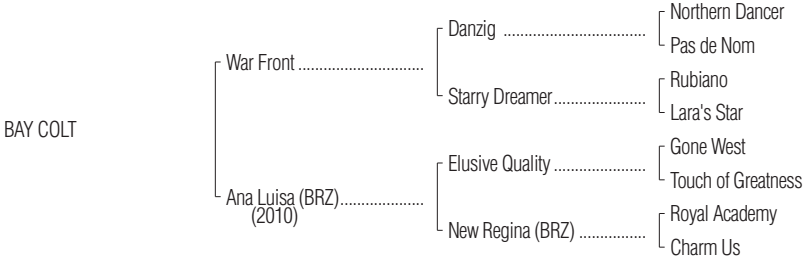 Northern Dancer
Danzig ..................................
Pas de Nom
War Front ..............................
Rubiano
Starry Dreamer......................
Lara's Star
BAY COLT
Gone West
Elusive Quality ......................
Touch of Greatness
Ana Luisa (BRZ)....................
(2010)
Royal Academy
New Regina (BRZ) ................
Charm Us